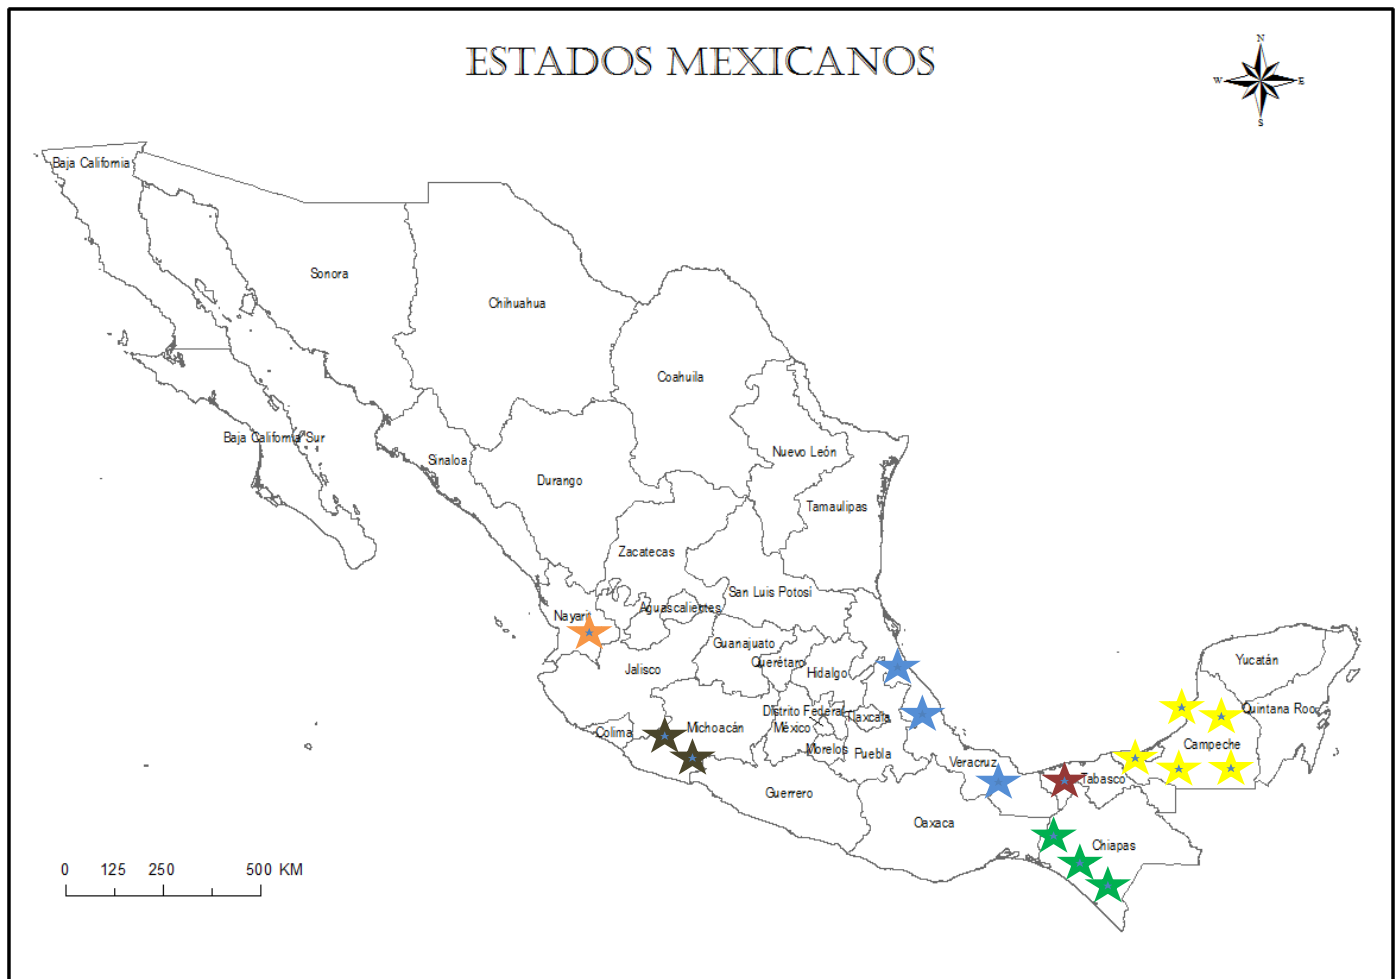 ESTADOS MEXICANOS
N
W
E
S
Baja California
Sonora
Chihuahua
Coahuila
Baja California Sur
Sinaloa
Nuevo León
Durango
Tamaulipas
Zacatecas
San Luis Potosí
Aguascalientes
Nayarit
Guanajuato
Querétaro
Hidalgo
Jalisco
Yucatán
Quintana Roo
Distrito Federal
Tlaxcala
México
Michoacán
Colima
Morelos
Puebla
Veracruz
Campeche
Tabasco
Guerrero
Oaxaca
Chiapas
0 125 250 500 KM